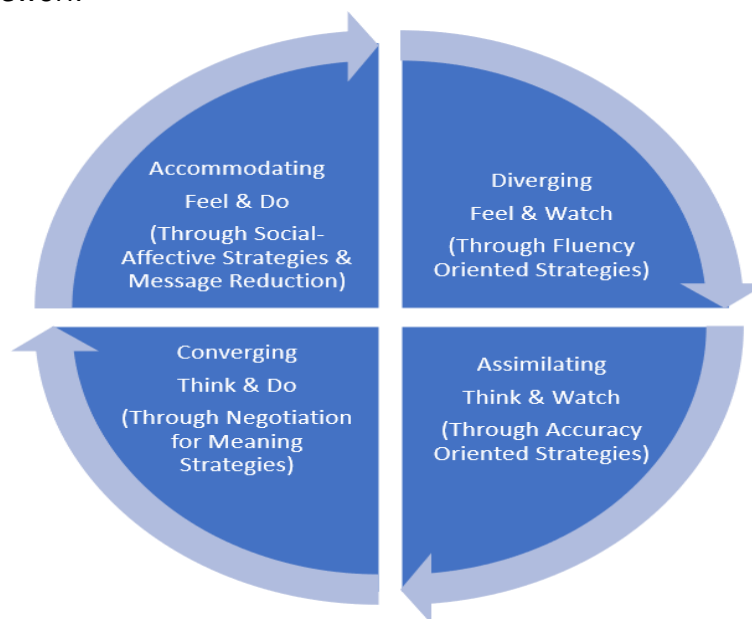 Accommodating
Feel & Do
(Through Social-
Affective Strategies &
Message Reduction)
Diverging
Feel & Watch
(Through Fluency
Oriented Strategies)
Converging
Think & Do
(Through Negotiation
for Meaning
Strategies)
Assimilating
Think & Watch
(Through Accuracy
Oriented Strategies)